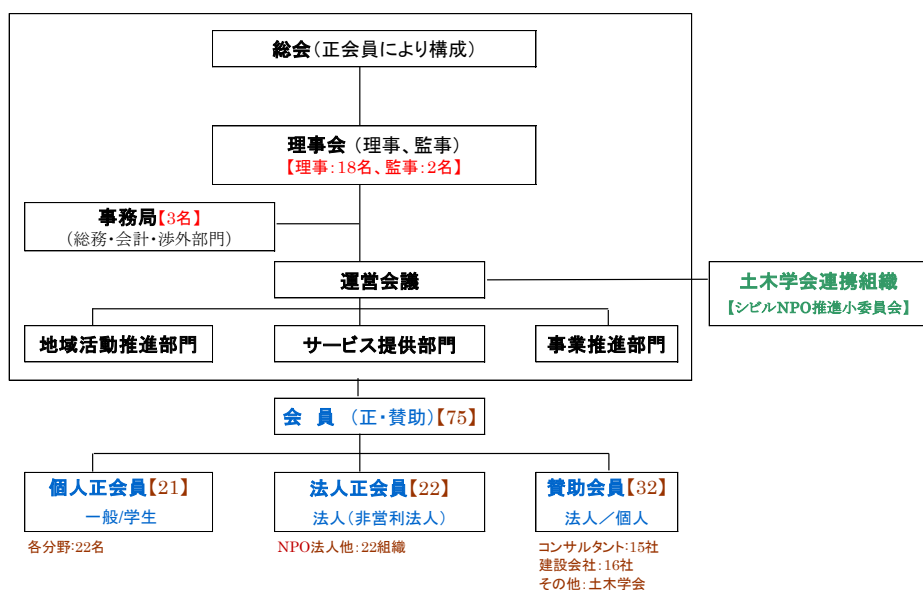 総会(正会員により構成)
理事会 (理事、監事)
【理事:18名、監事:2名】
事務局【3名】
(総務・会計・渉外部門)
運営会議
土木学会連携組織
【シビルNPO推進小委員会】
地域活動推進部門
サービス提供部門
事業推進部門
会 員 (正・賛助)【75】
個人正会員【21】
一般/学生
法人正会員【22】
法人(非営利法人)
賛助会員【32】
法人／個人
各分野:22名
NPO法人他:22組織
コンサルタント:15社
建設会社:16社
その他:土木学会